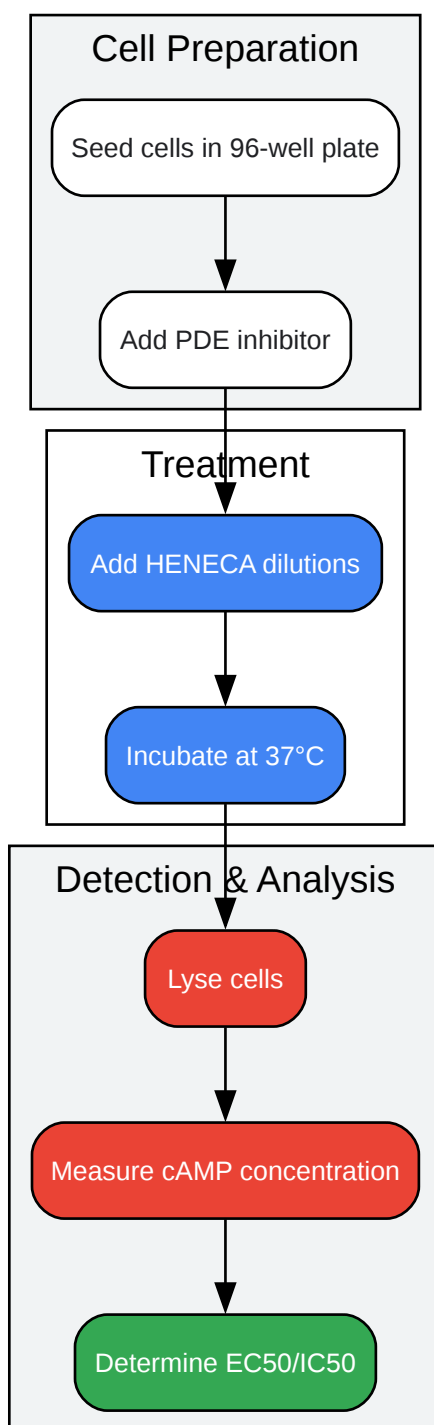 Cell Preparation
Seed cells in 96-well plate
Add PDE inhibitor
Treatment
Add HENECA dilutions
Incubate at 37°C
Detection & Analysis
Lyse cells
Measure cAMP concentration
Determine EC50/IC50